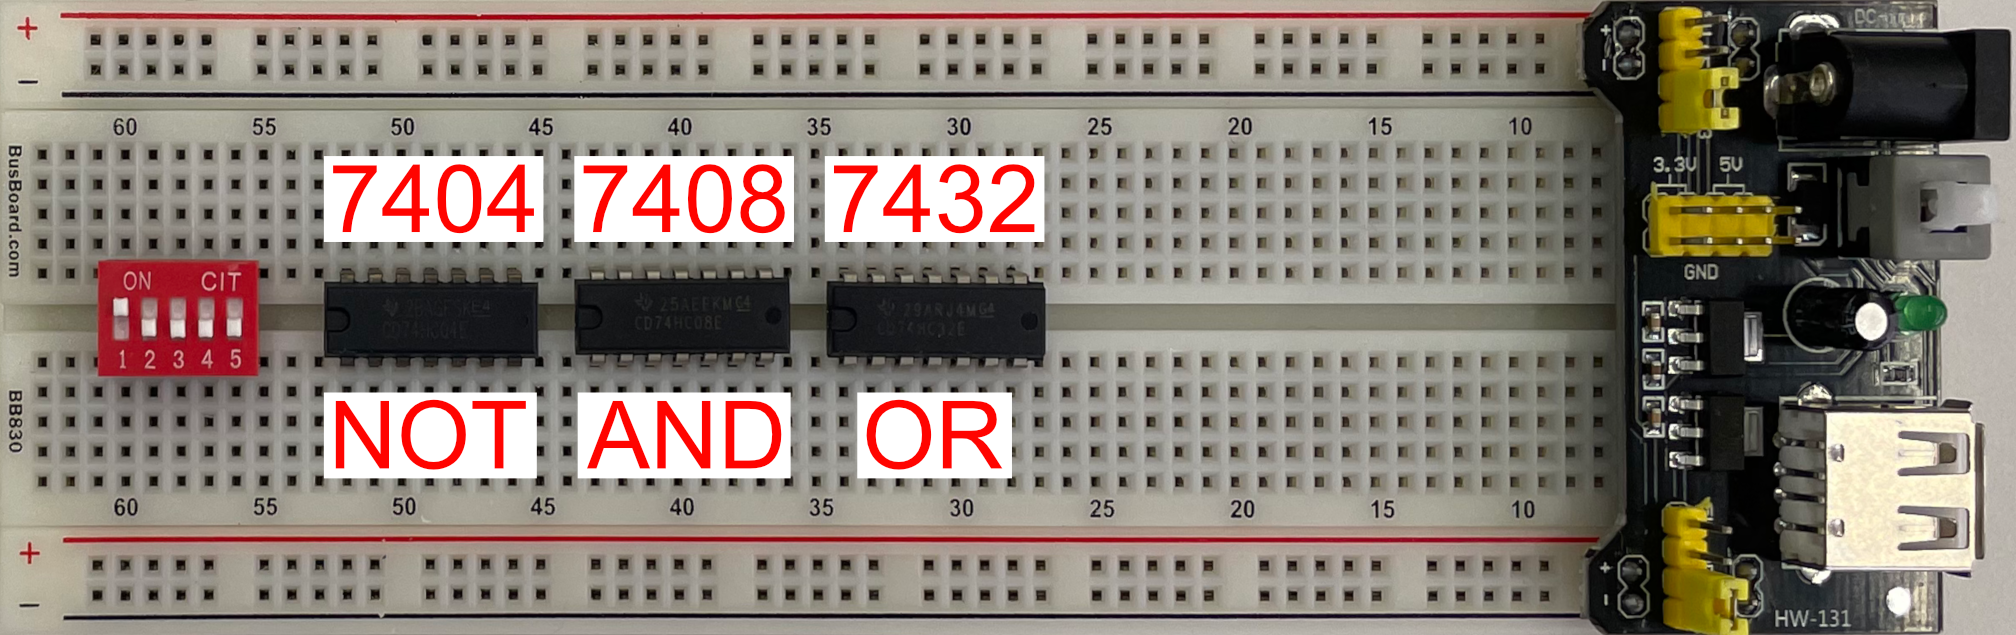 +
−
60 55 50 45 40 35 30 25 20 15 10
BusBoard.com
BB830
7404 7408 7432
ON CIT
1 2 3 4 5
CD74HC04E
25AEEKMG4
CD74HC08E
29ARJ4MG4
CD74HC32E
NOT AND OR
60 55 50 45 40 35 30 25 20 15 10
+
−
+
-
3.3V 5V
GND
+
-
HW-131